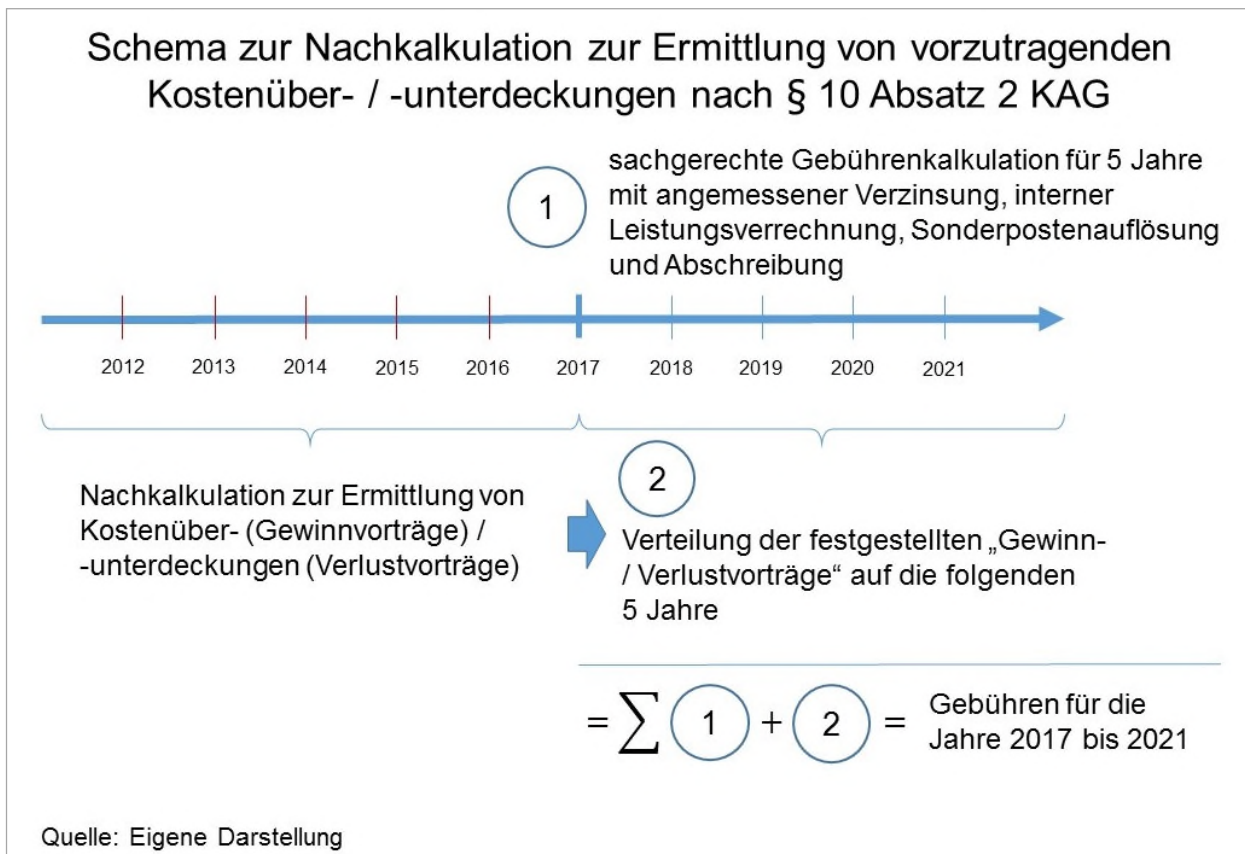 Schema zur Nachkalkulation zur Ermittlung von vorzutragenden
Kostenüber- / -unterdeckungen nach § 10 Absatz 2 KAG
1
sachgerechte Gebührenkalkulation für 5 Jahre
mit angemessener Verzinsung, interner
Leistungsverrechnung, Sonderpostenauflösung
und Abschreibung
2012 2013 2014 2015 2016 2017 2018 2019 2020 2021
Nachkalkulation zur Ermittlung von
Kostenüber- (Gewinnvorträge) /
-unterdeckungen (Verlustvorträge)
2
Verteilung der festgestellten „Gewinn-
/ Verlustvorträge“ auf die folgenden
5 Jahre
= ∑ 1 + 2 = Gebühren für die
Jahre 2017 bis 2021
Quelle: Eigene Darstellung